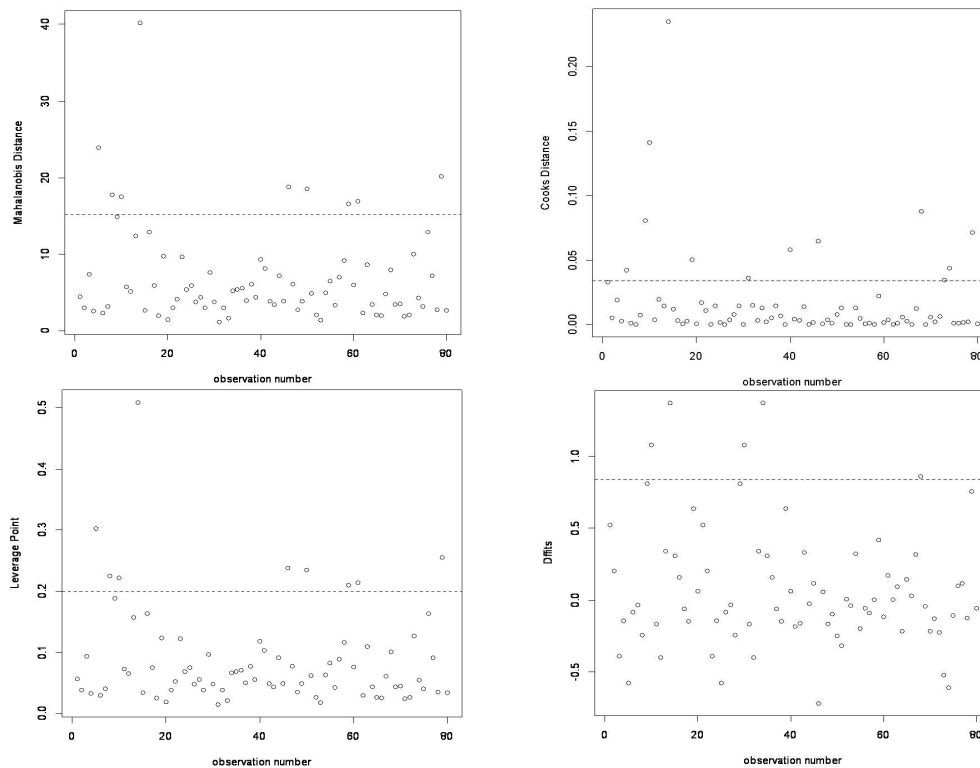 Mahalanobis Distance
40
30
20
10
0
0 20 40 60 80
observation number
Cooks Distance
0.20
0.15
0.10
0.05
0.00
0 20 40 60 80
observation number
Leverage Point
0.5
0.4
0.3
0.2
0.1
0.0
0 20 40 60 80
observation number
Dffits
1.0
0.5
0.0
-0.5
0 20 40 60 80
observation number